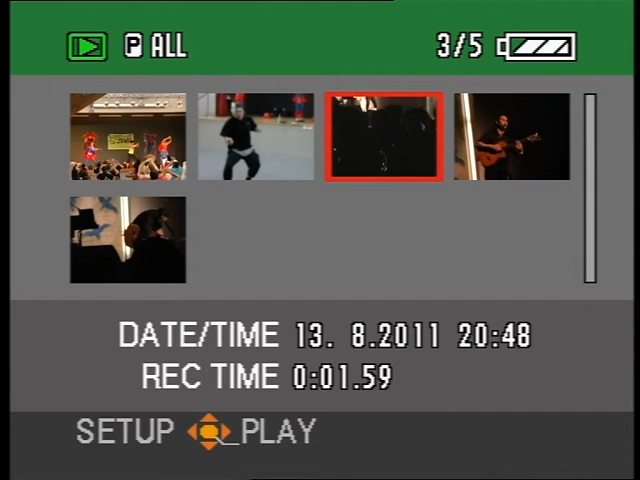 P ALL 3/5
DATE/TIME 13. 8.2011 20:48
REC TIME 0:01.59
SETUP PLAY